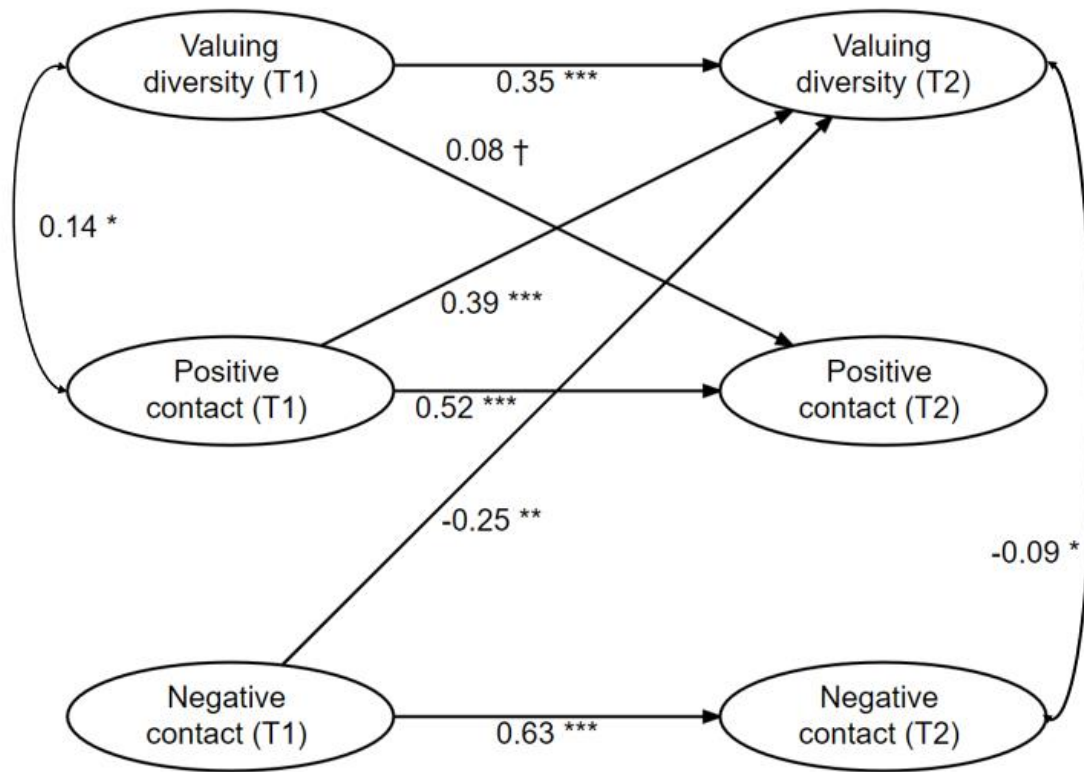 Valuing
diversity (T1)
Valuing
diversity (T2)
0.35 ***
0.08 †
0.14 *
0.39 ***
Positive
contact (T1)
Positive
contact (T2)
0.52 ***
-0.25 **
-0.09 *
Negative
contact (T1)
Negative
contact (T2)
0.63 ***